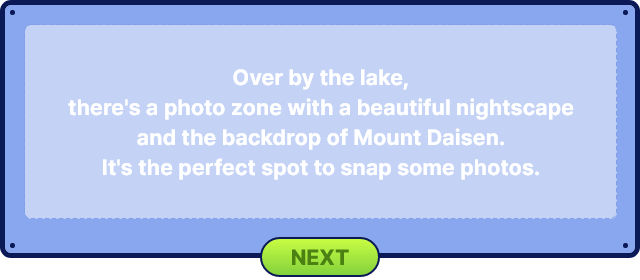 Over by the lake,
there's a photo zone with a beautiful nightscape
and the backdrop of Mount Daisen.
It's the perfect spot to snap some photos.
NEXT